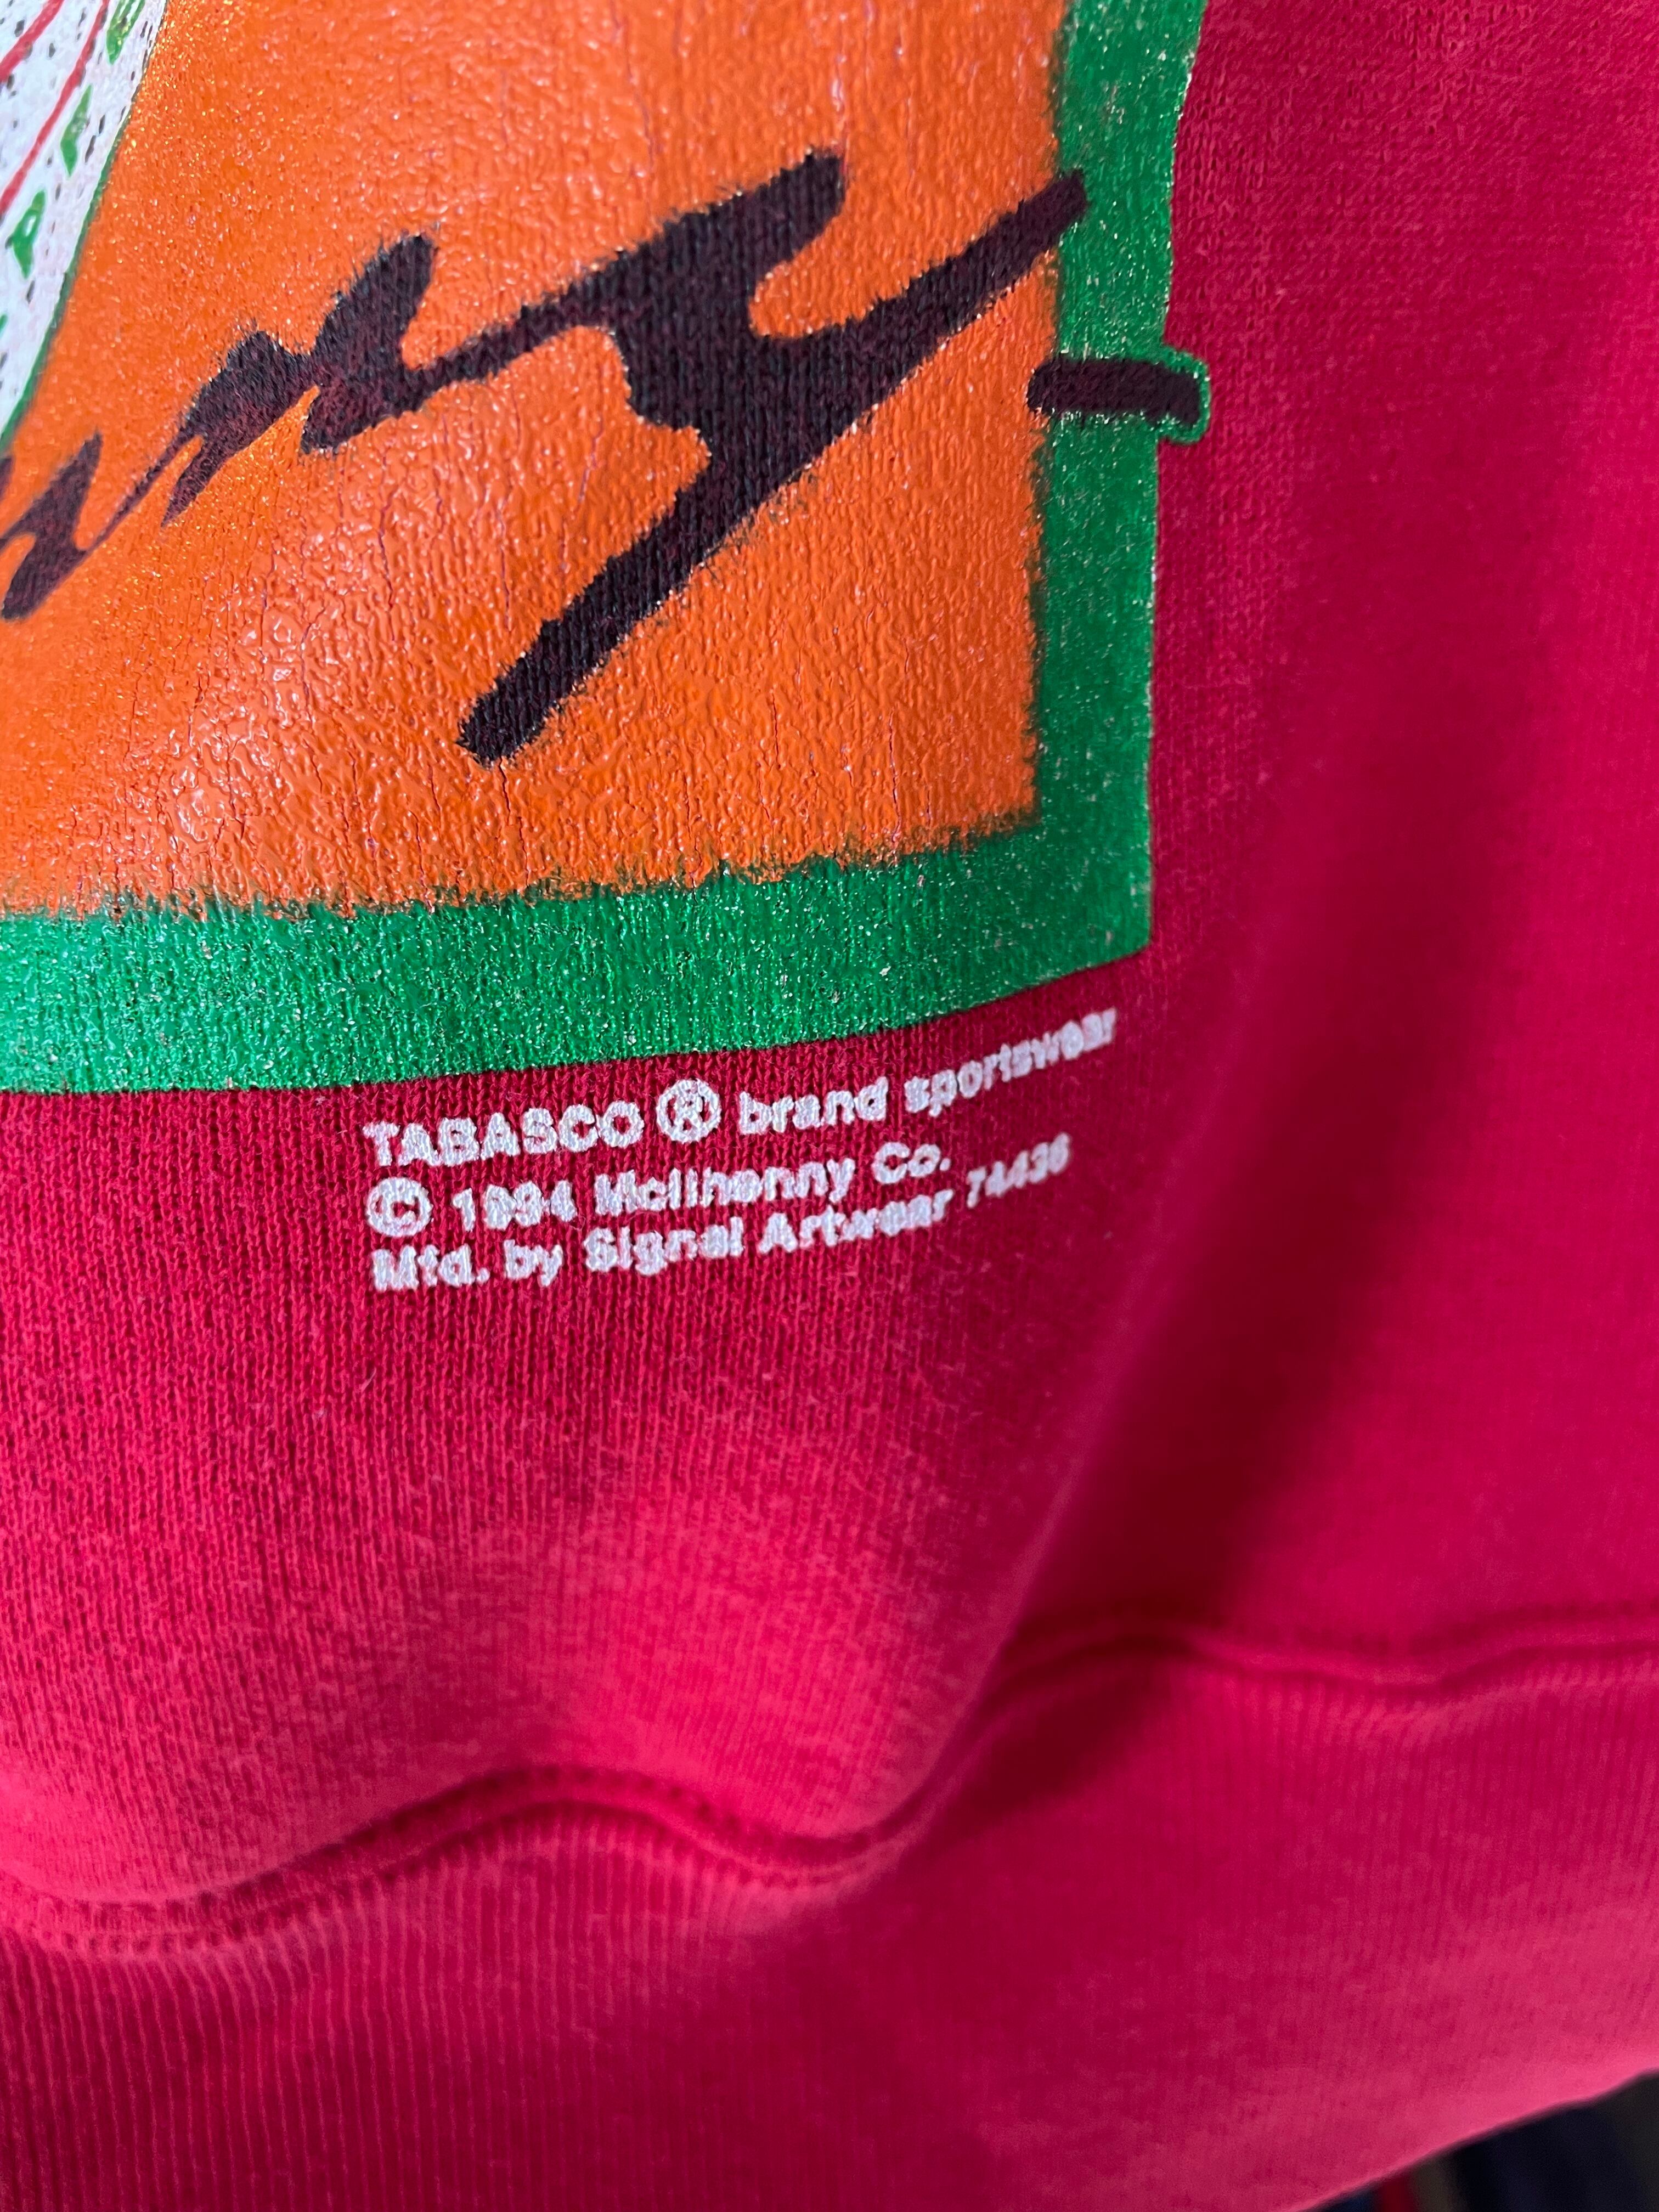 TABASCO ® brand sportswear
© 1994 McIlhenny Co.
Mfd. by Signal Artwear 74436